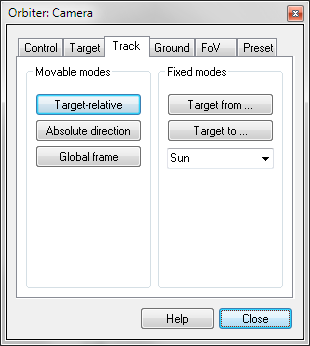 Orbiter: Camera
Control Target Track Ground FoV Preset
Movable modes
Target-relative
Absolute direction
Global frame
Fixed modes
Target from ...
Target to ...
Sun
Help Close